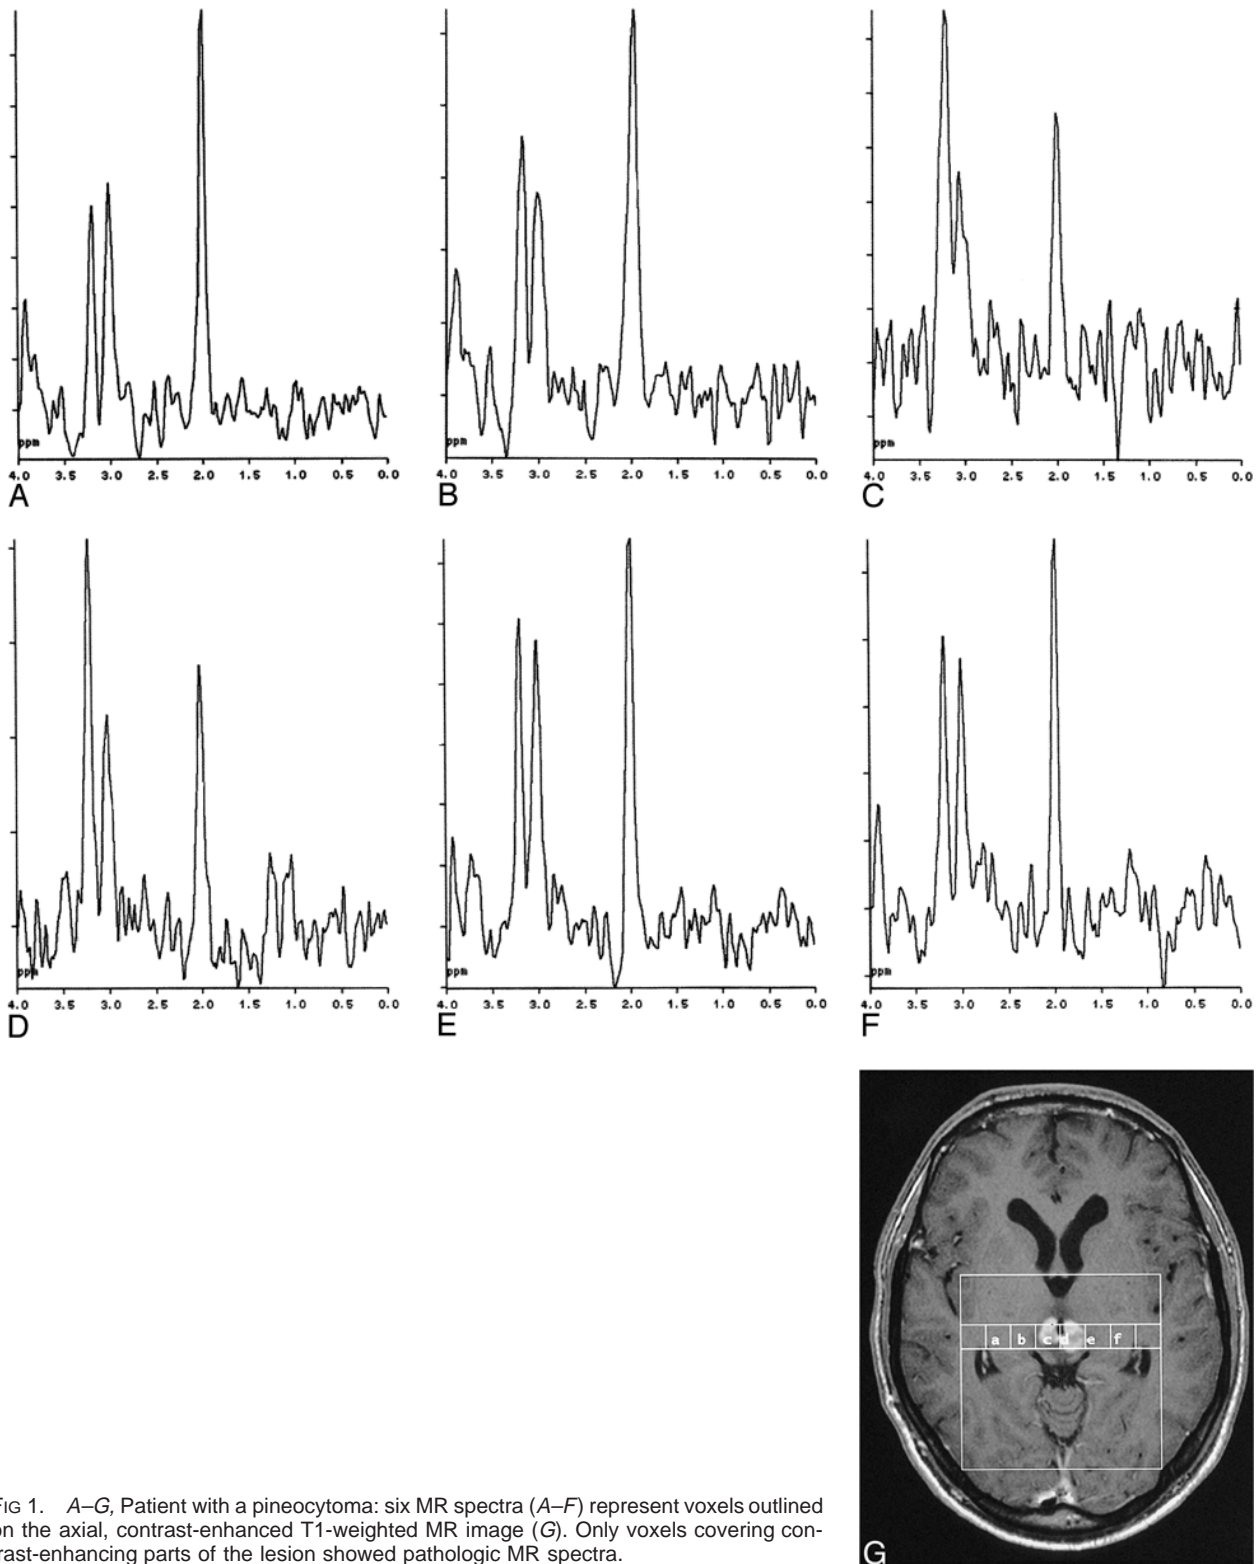 ppm
4.0 3.5 3.0 2.5 2.0 1.5 1.0 0.5 0.0
A
ppm
4.0 3.5 3.0 2.5 2.0 1.5 1.0 0.5 0.0
B
ppm
4.0 3.5 3.0 2.5 2.0 1.5 1.0 0.5 0.0
C
ppm
4.0 3.5 3.0 2.5 2.0 1.5 1.0 0.5 0.0
D
ppm
4.0 3.5 3.0 2.5 2.0 1.5 1.0 0.5 0.0
E
ppm
4.0 3.5 3.0 2.5 2.0 1.5 1.0 0.5 0.0
F
a b c d e f
G
IG 1. A–G, Patient with a pineocytoma: six MR spectra (A–F) represent voxels outlined
on the axial, contrast-enhanced T1-weighted MR image (G). Only voxels covering con-
rast-enhancing parts of the lesion showed pathologic MR spectra.